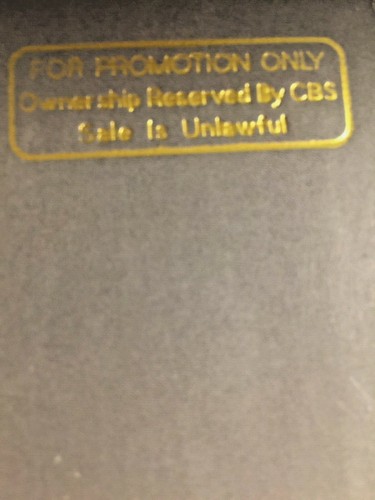 FOR PROMOTION ONLY
Ownership Reserved By CBS
Sale Is Unlawful